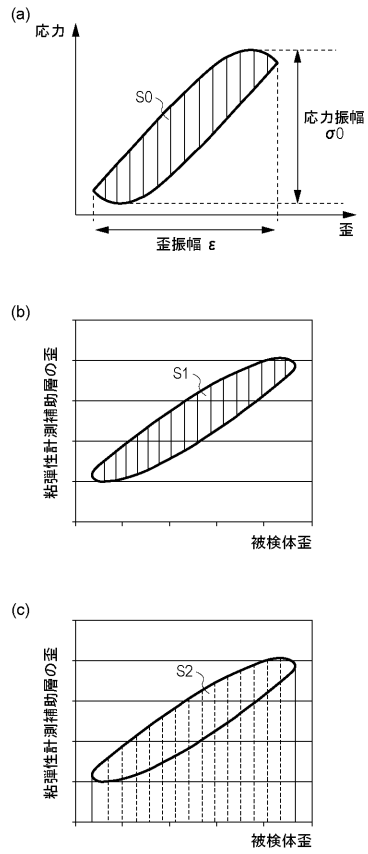 (a)
応力
S0
応力振幅
σ0
歪
歪振幅 ε
(b)
粘弾性計測補助層の歪
S1
被検体歪
(c)
粘弾性計測補助層の歪
S2
被検体歪